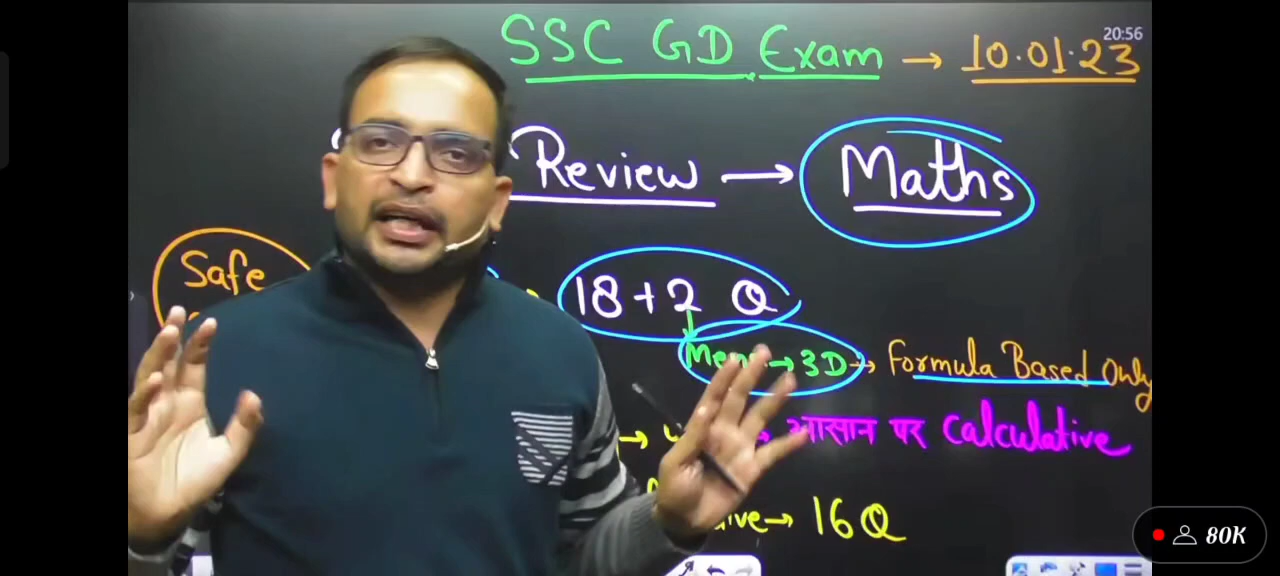 SSC GD Exam → 10.01.23
20:56
Review → Maths
Safe
18+2 Q
→ 3D → Formula Based Only
→ आसान पर Calculative
→ 16Q
80K